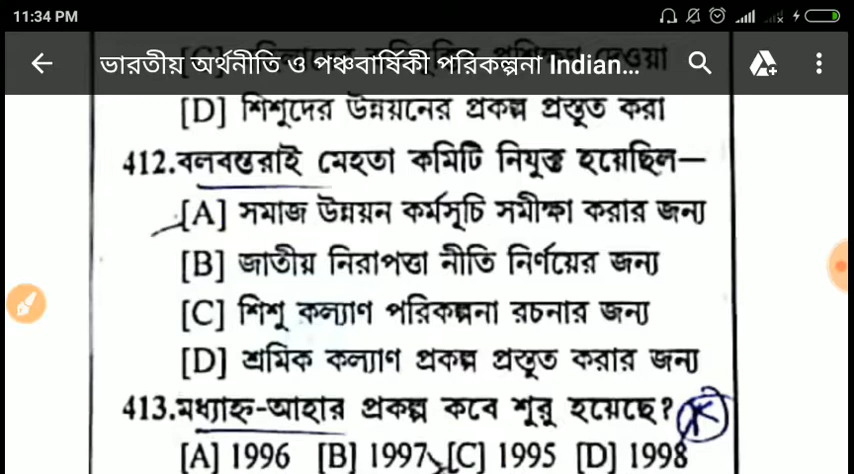 11:34 PM
ভারতীয় অর্থনীতি ও পঞ্চবার্ষিকী পরিকল্পনা Indian...
দেওয়া
[D] শিশুদের উন্নয়নের প্রকল্প প্রস্তুত করা
412.বলবন্তরাই মেহতা কমিটি নিযুক্ত হয়েছিল—
[A] সমাজ উন্নয়ন কর্মসূচি সমীক্ষা করার জন্য
[B] জাতীয় নিরাপত্তা নীতি নির্ণয়ের জন্য
[C] শিশু কল্যাণ পরিকল্পনা রচনার জন্য
[D] শ্রমিক কল্যাণ প্রকল্প প্রস্তুত করার জন্য
413.মধ্যাহ্ন-আহার প্রকল্প কবে শুরু হয়েছে?
[A] 1996 [B] 1997 [C] 1995 [D] 1998